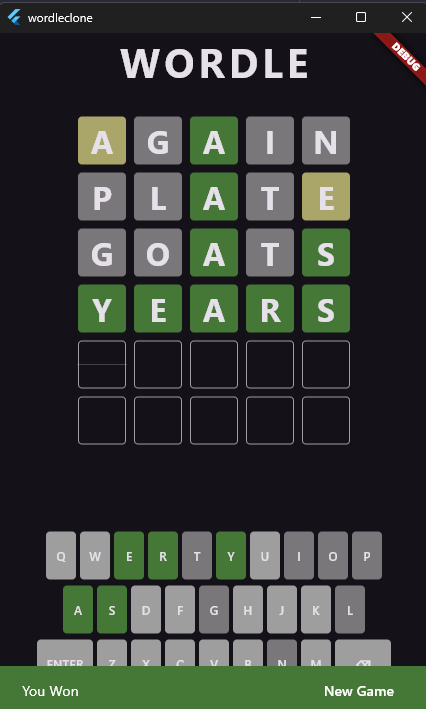 wordleclone
DEBUG
WORDLE
A G A I N
P L A T E
G O A T S
Y E A R S
Q W E R T Y U I O P
A S D F G H J K L
ENTER Z X C V B N M
You Won New Game